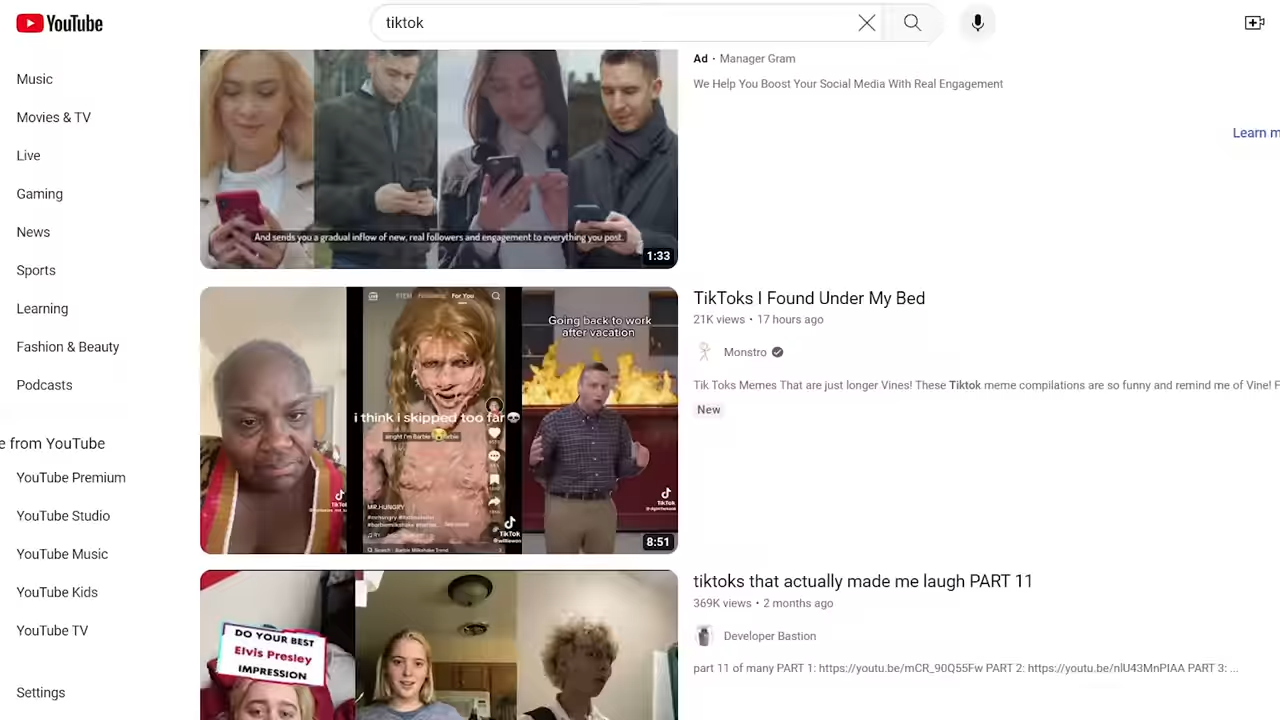 YouTube
tiktok
Music
Movies & TV
Live
Gaming
News
Sports
Learning
Fashion & Beauty
Podcasts
e from YouTube
YouTube Premium
YouTube Studio
YouTube Music
YouTube Kids
YouTube TV
Settings
And sends you a gradual inflow of new, real followers and engagement to everything you post.
1:33
Ad · Manager Gram
We Help You Boost Your Social Media With Real Engagement
Learn m
For You
i think i skipped too far
MR.HUNGRY
TikTok
Going back to work
after vacation
TikTok
8:51
TikToks I Found Under My Bed
21K views · 17 hours ago
Monstro
Tik Toks Memes That are just longer Vines! These Tiktok meme compilations are so funny and remind me of Vine! F
New
DO YOUR BEST
Elvis Presley
IMPRESSION
tiktoks that actually made me laugh PART 11
369K views · 2 months ago
Developer Bastion
part 11 of many PART 1: https://youtu.be/mCR_90Q55Fw PART 2: https://youtu.be/nlU43MnPIAA PART 3: ...